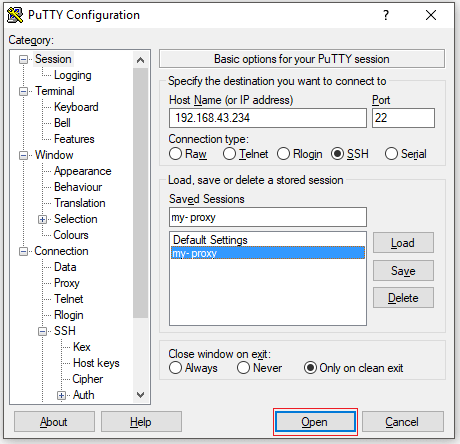 PuTTY Configuration
?
Category:
Session
Logging
Terminal
Keyboard
Bell
Features
Window
Appearance
Behaviour
Translation
Selection
Colours
Connection
Data
Proxy
Telnet
Rlogin
SSH
Kex
Host keys
Cipher
Auth
Basic options for your PuTTY session
Specify the destination you want to connect to
Host Name (or IP address) Port
192.168.43.234 22
Connection type:
Raw Telnet Rlogin SSH Serial
Load, save or delete a stored session
Saved Sessions
my- proxy
Default Settings
my- proxy
Load
Save
Delete
Close window on exit:
Always Never Only on clean exit
About Help Open Cancel